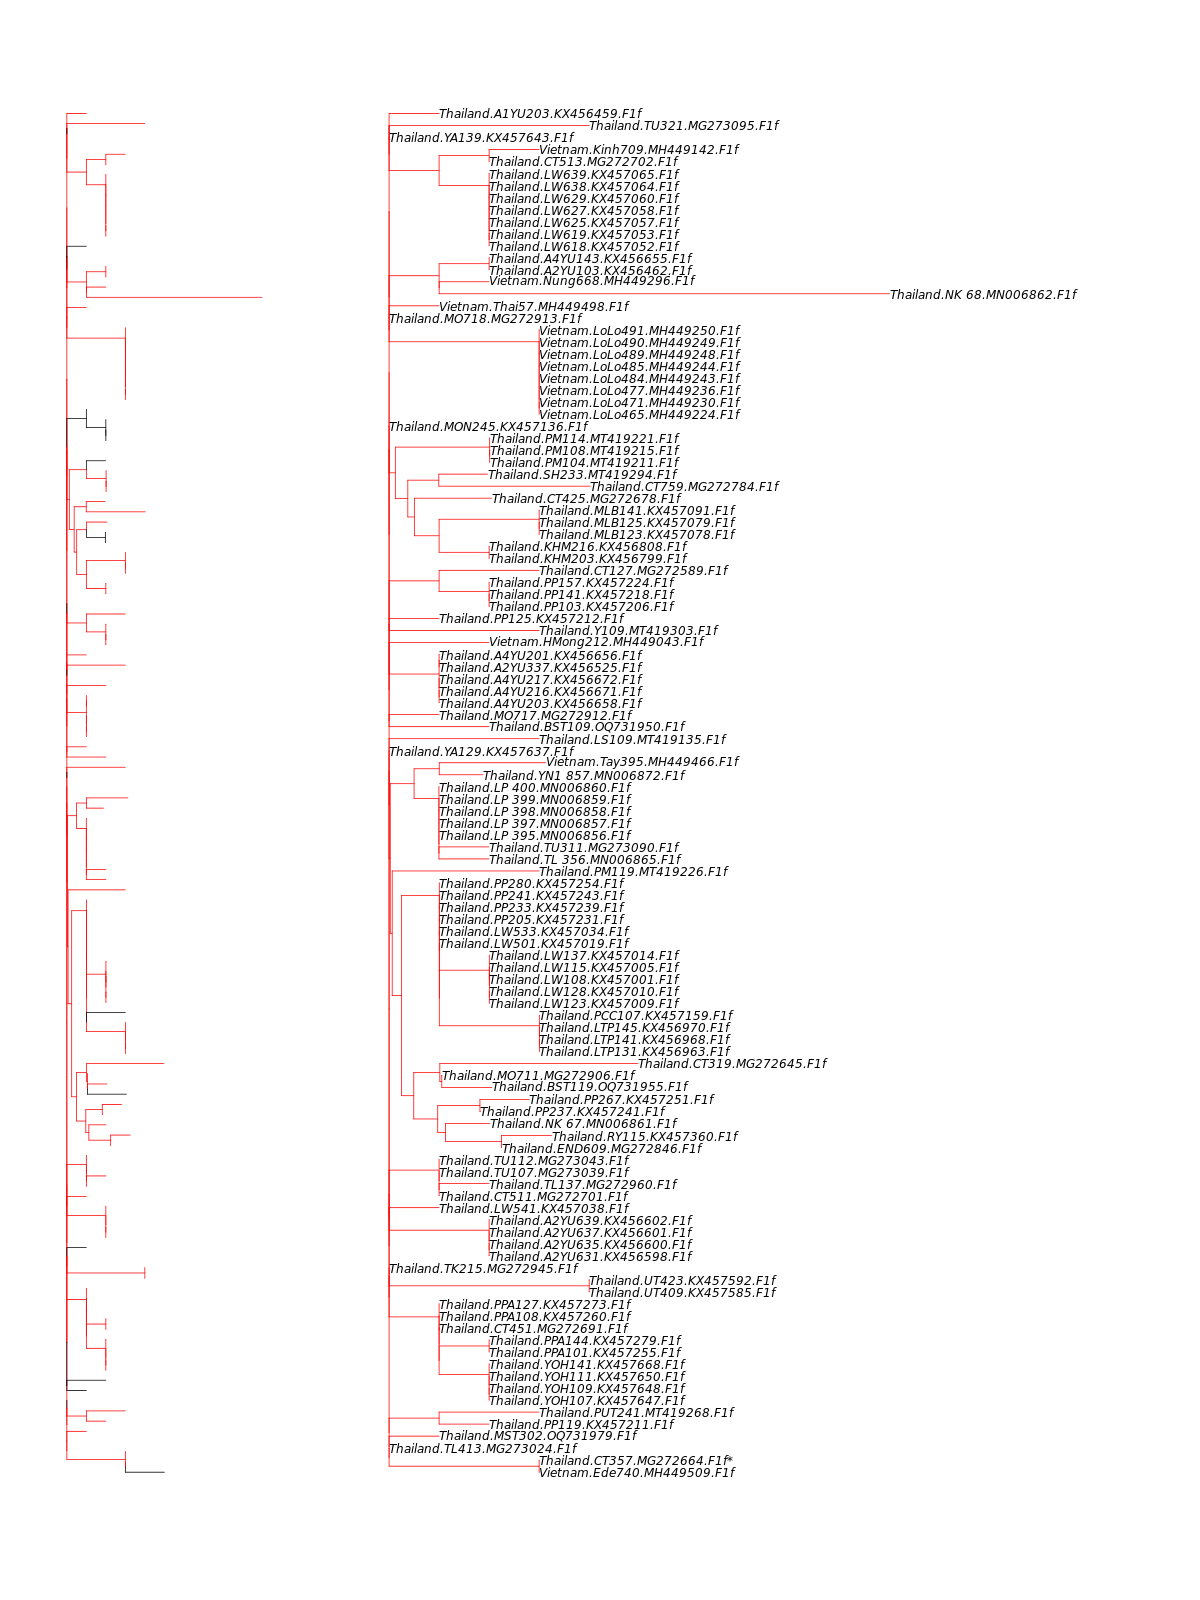 Thailand.A1YU203.KX456459.F1f
Thailand.TU321.MG273095.F1f
Thailand.YA139.KX457643.F1f
Vietnam.Kinh709.MH449142.F1f
Thailand.CT513.MG272702.F1f
Thailand.LW639.KX457065.F1f
Thailand.LW638.KX457064.F1f
Thailand.LW629.KX457060.F1f
Thailand.LW627.KX457058.F1f
Thailand.LW625.KX457057.F1f
Thailand.LW619.KX457053.F1f
Thailand.LW618.KX457052.F1f
Thailand.A4YU143.KX456655.F1f
Thailand.A2YU103.KX456462.F1f
Vietnam.Nung668.MH449296.F1f
Thailand.NK 68.MN006862.F1f
Vietnam.Thai57.MH449498.F1f
Thailand.MO718.MG272913.F1f
Vietnam.LoLo491.MH449250.F1f
Vietnam.LoLo490.MH449249.F1f
Vietnam.LoLo489.MH449248.F1f
Vietnam.LoLo485.MH449244.F1f
Vietnam.LoLo484.MH449243.F1f
Vietnam.LoLo477.MH449236.F1f
Vietnam.LoLo471.MH449230.F1f
Vietnam.LoLo465.MH449224.F1f
Thailand.MON245.KX457136.F1f
Thailand.PM114.MT419221.F1f
Thailand.PM108.MT419215.F1f
Thailand.PM104.MT419211.F1f
Thailand.SH233.MT419294.F1f
Thailand.CT759.MG272784.F1f
Thailand.CT425.MG272678.F1f
Thailand.MLB141.KX457091.F1f
Thailand.MLB125.KX457079.F1f
Thailand.MLB123.KX457078.F1f
Thailand.KHM216.KX456808.F1f
Thailand.KHM203.KX456799.F1f
Thailand.CT127.MG272589.F1f
Thailand.PP157.KX457224.F1f
Thailand.PP141.KX457218.F1f
Thailand.PP103.KX457206.F1f
Thailand.PP125.KX457212.F1f
Thailand.Y109.MT419303.F1f
Vietnam.HMong212.MH449043.F1f
Thailand.A4YU201.KX456656.F1f
Thailand.A2YU337.KX456525.F1f
Thailand.A4YU217.KX456672.F1f
Thailand.A4YU216.KX456671.F1f
Thailand.A4YU203.KX456658.F1f
Thailand.MO717.MG272912.F1f
Thailand.BST109.OQ731950.F1f
Thailand.LS109.MT419135.F1f
Thailand.YA129.KX457637.F1f
Vietnam.Tay395.MH449466.F1f
Thailand.YN1 857.MN006872.F1f
Thailand.LP 400.MN006860.F1f
Thailand.LP 399.MN006859.F1f
Thailand.LP 398.MN006858.F1f
Thailand.LP 397.MN006857.F1f
Thailand.LP 395.MN006856.F1f
Thailand.TU311.MG273090.F1f
Thailand.TL 356.MN006865.F1f
Thailand.PM119.MT419226.F1f
Thailand.PP280.KX457254.F1f
Thailand.PP241.KX457243.F1f
Thailand.PP233.KX457239.F1f
Thailand.PP205.KX457231.F1f
Thailand.LW533.KX457034.F1f
Thailand.LW501.KX457019.F1f
Thailand.LW137.KX457014.F1f
Thailand.LW115.KX457005.F1f
Thailand.LW108.KX457001.F1f
Thailand.LW128.KX457010.F1f
Thailand.LW123.KX457009.F1f
Thailand.PCC107.KX457159.F1f
Thailand.LTP145.KX456970.F1f
Thailand.LTP141.KX456968.F1f
Thailand.LTP131.KX456963.F1f
Thailand.CT319.MG272645.F1f
Thailand.MO711.MG272906.F1f
Thailand.BST119.OQ731955.F1f
Thailand.PP267.KX457251.F1f
Thailand.PP237.KX457241.F1f
Thailand.NK 67.MN006861.F1f
Thailand.RY115.KX457360.F1f
Thailand.END609.MG272846.F1f
Thailand.TU112.MG273043.F1f
Thailand.TU107.MG273039.F1f
Thailand.TL137.MG272960.F1f
Thailand.CT511.MG272701.F1f
Thailand.LW541.KX457038.F1f
Thailand.A2YU639.KX456602.F1f
Thailand.A2YU637.KX456601.F1f
Thailand.A2YU635.KX456600.F1f
Thailand.A2YU631.KX456598.F1f
Thailand.TK215.MG272945.F1f
Thailand.UT423.KX457592.F1f
Thailand.UT409.KX457585.F1f
Thailand.PPA127.KX457273.F1f
Thailand.PPA108.KX457260.F1f
Thailand.CT451.MG272691.F1f
Thailand.PPA144.KX457279.F1f
Thailand.PPA101.KX457255.F1f
Thailand.YOH141.KX457668.F1f
Thailand.YOH111.KX457650.F1f
Thailand.YOH109.KX457648.F1f
Thailand.YOH107.KX457647.F1f
Thailand.PUT241.MT419268.F1f
Thailand.PP119.KX457211.F1f
Thailand.MST302.OQ731979.F1f
Thailand.TL413.MG273024.F1f
Thailand.CT357.MG272664.F1f*
Vietnam.Ede740.MH449509.F1f